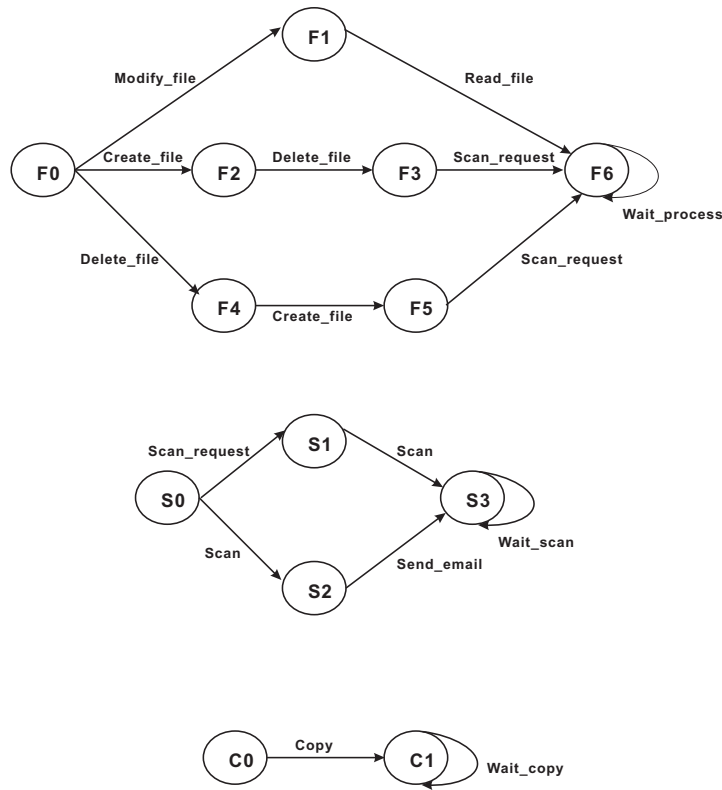 F1
Modify_file
Read_file
F0
Create_file
F2
Delete_file
F3
Scan_request
F6
Wait_process
Delete_file
Scan_request
F4
Create_file
F5
Scan_request
S1
Scan
S0
S3
Scan
Wait_scan
Send_email
S2
Copy
C0
C1
Wait_copy